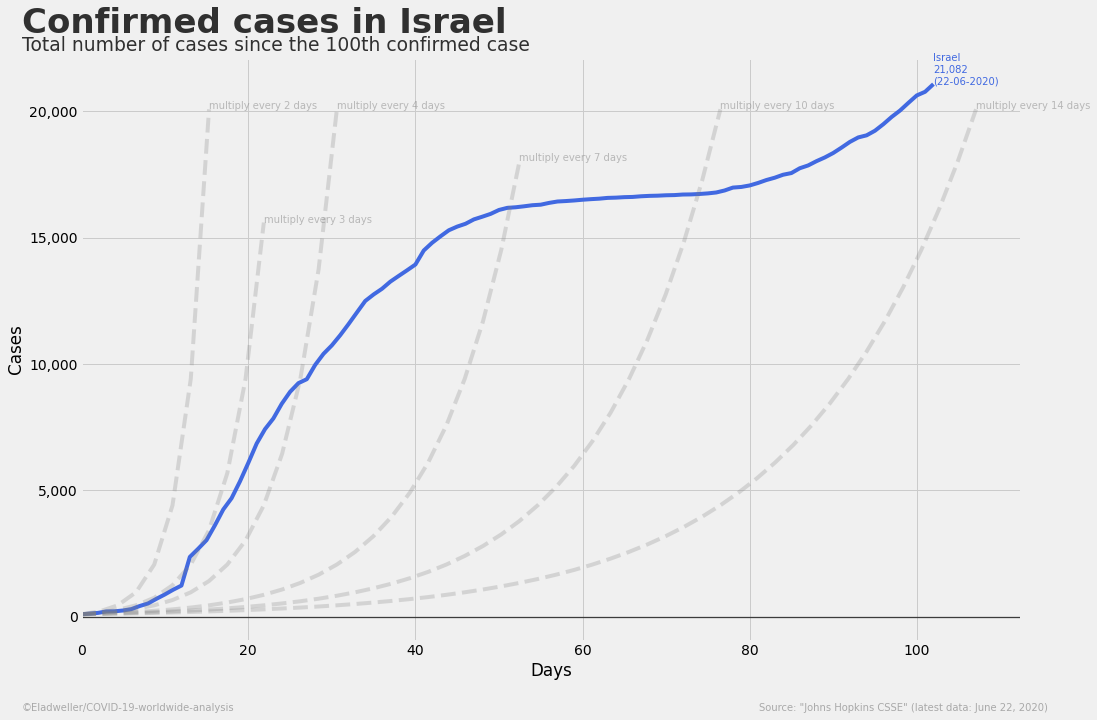 Confirmed cases in Israel
Total number of cases since the 100th confirmed case
Israel
21,082
(22-06-2020)
multiply every 2 days
multiply every 4 days
multiply every 10 days
multiply every 14 days
20,000
multiply every 7 days
multiply every 3 days
15,000
Cases
10,000
5,000
0
0 20 40 60 80 100
Days
©Eladweller/COVID-19-worldwide-analysis
Source: "Johns Hopkins CSSE" (latest data: June 22, 2020)